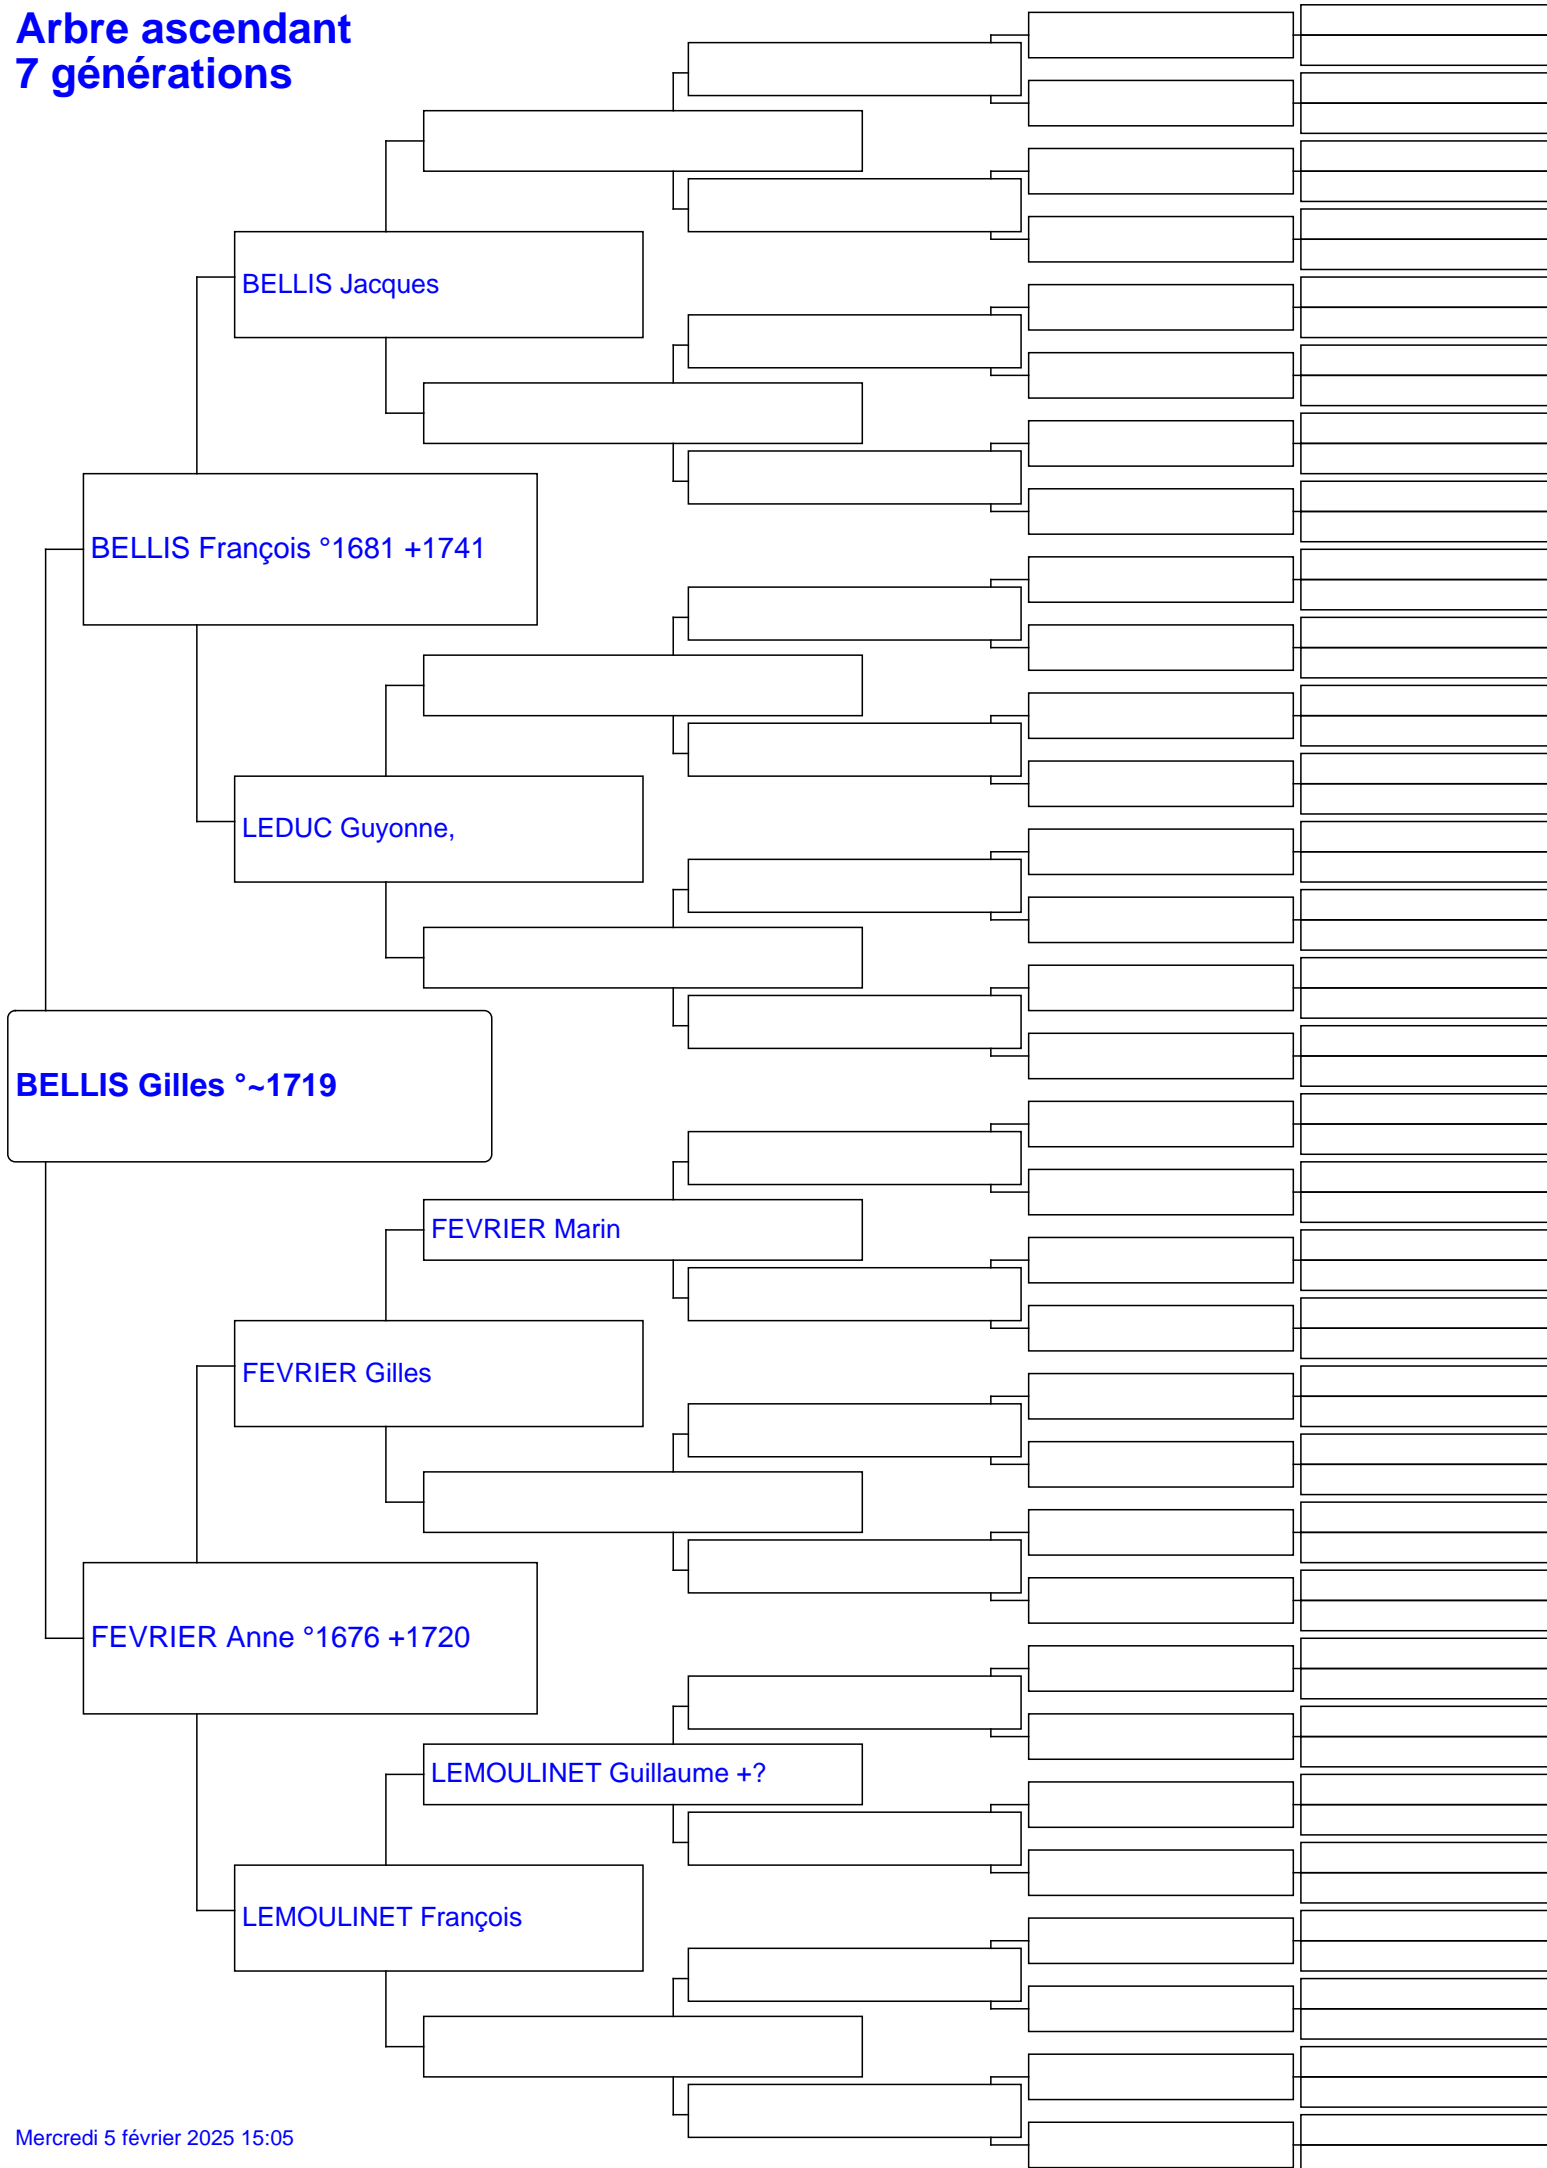 Arbre ascendant
7 générations
BELLIS Jacques
BELLIS François °1681 +1741
LEDUC Guyonne,
BELLIS Gilles °~1719
FEVRIER Marin
FEVRIER Gilles
FEVRIER Anne °1676 +1720
LEMOULINET Guillaume +?
LEMOULINET François
Mercredi 5 février 2025 15:05